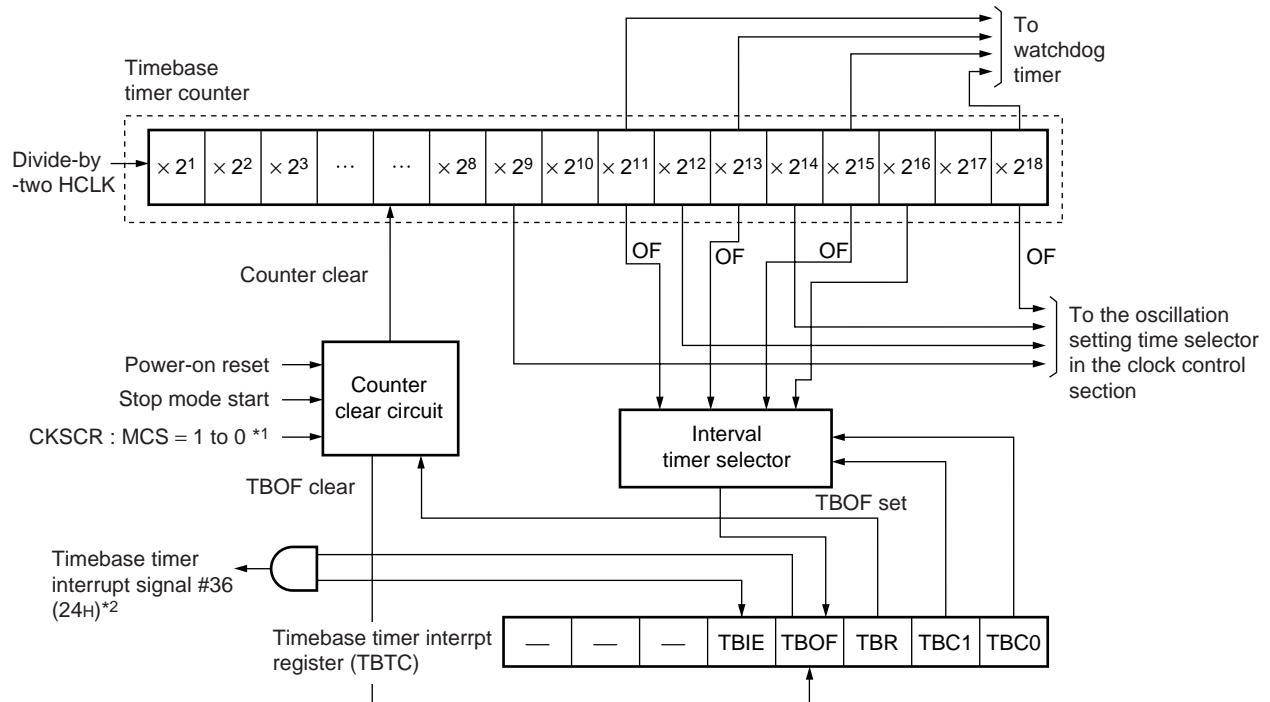 To
watchdog
timer
Timebase
timer counter
Divide-by
-two HCLK
× 2¹ × 2² × 2³ ... ... × 2⁸ × 2⁹ × 2¹⁰ × 2¹¹ × 2¹² × 2¹³ × 2¹⁴ × 2¹⁵ × 2¹⁶ × 2¹⁷ × 2¹⁸
OF OF OF OF
Counter clear
To the oscillation
setting time selector
in the clock control
section
Power-on reset
Stop mode start
CKSCR : MCS = 1 to 0 *1
Counter
clear circuit
Interval
timer selector
TBOF clear
TBOF set
Timebase timer
interrupt signal #36
(24H)*2
Timebase timer interrpt
register (TBTC)
— — — TBIE TBOF TBR TBC1 TBC0